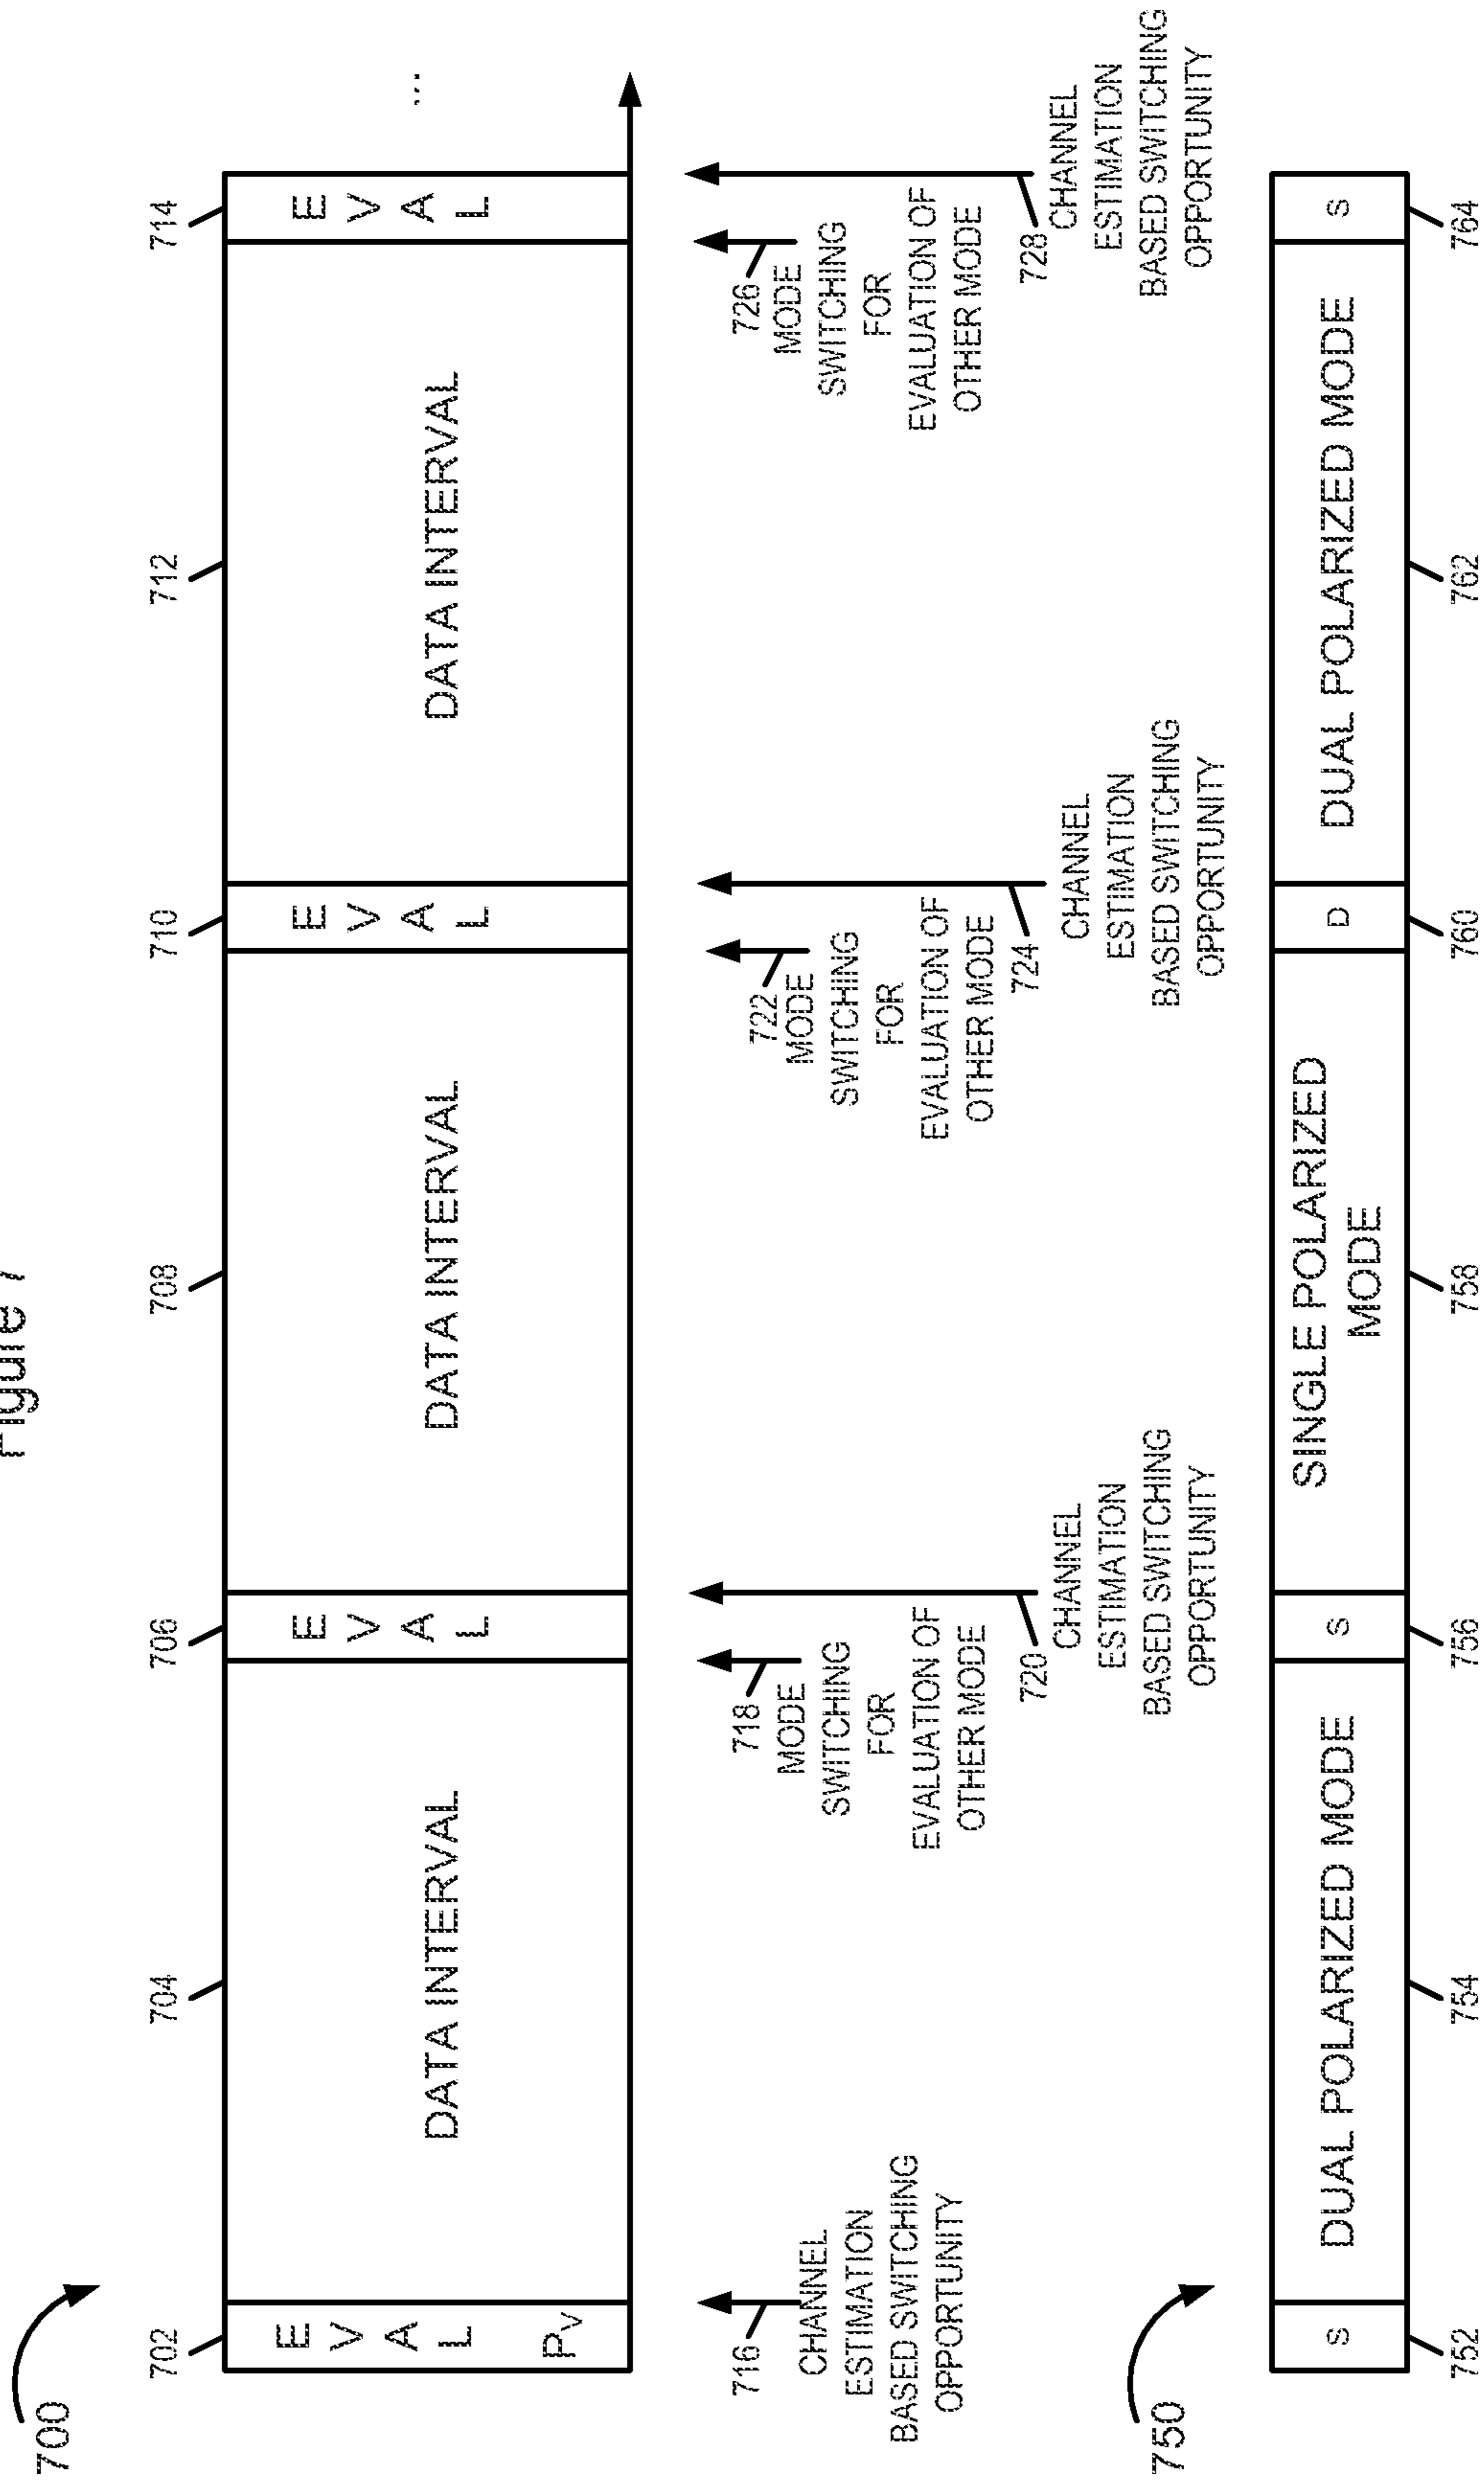 Figure 7
700
702
704
706
708
710
712
714
E
V
A
L
P_V
DATA INTERVAL
E
V
A
L
DATA INTERVAL
E
V
A
L
DATA INTERVAL
E
V
A
L
...
716
CHANNEL
ESTIMATION
BASED SWITCHING
OPPORTUNITY
718
MODE
SWITCHING
FOR
EVALUATION OF
OTHER MODE
720
CHANNEL
ESTIMATION
BASED SWITCHING
OPPORTUNITY
722
MODE
SWITCHING
FOR
EVALUATION OF
OTHER MODE
724
CHANNEL
ESTIMATION
BASED SWITCHING
OPPORTUNITY
726
MODE
SWITCHING
FOR
EVALUATION OF
OTHER MODE
728
CHANNEL
ESTIMATION
BASED SWITCHING
OPPORTUNITY
750
S
DUAL POLARIZED MODE
S
SINGLE POLARIZED
MODE
D
DUAL POLARIZED MODE
S
752
754
756
758
760
762
764